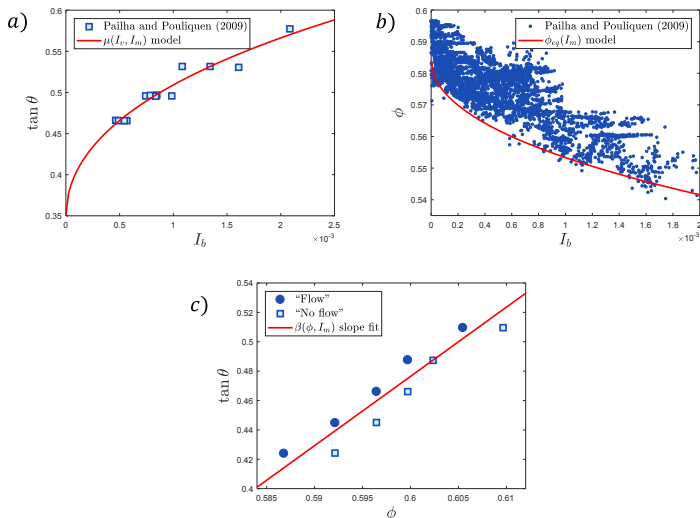 a)
0.6
0.55
0.5
0.45
0.4
0.35
0
0.5
1
1.5
2
2.5
×10⁻³
tan θ
I_b
Pailha and Pouliquen (2009)
μ(I_v, I_m) model
b)
0.6
0.59
0.58
0.57
0.56
0.55
0.54
0
0.2
0.4
0.6
0.8
1
1.2
1.4
1.6
1.8
2
×10⁻³
ϕ
I_b
Pailha and Pouliquen (2009)
ϕ_eq(I_m) model
c)
0.54
0.52
0.5
0.48
0.46
0.44
0.42
0.4
0.585
0.59
0.595
0.6
0.605
0.61
tan θ
ϕ
“Flow”
“No flow”
β(ϕ, I_m) slope fit